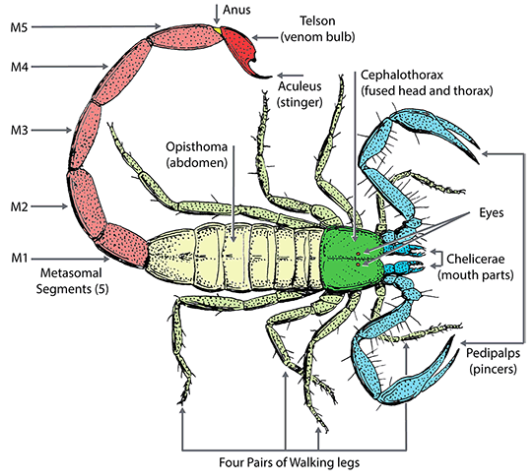 Anus
M5
Telson
(venom bulb)
M4
Aculeus
(stinger)
Cephalothorax
(fused head and thorax)
M3
Opisthoma
(abdomen)
M2
Eyes
M1
Metasomal
Segments (5)
Chelicerae
(mouth parts)
Pedipalps
(pincers)
Four Pairs of Walking legs